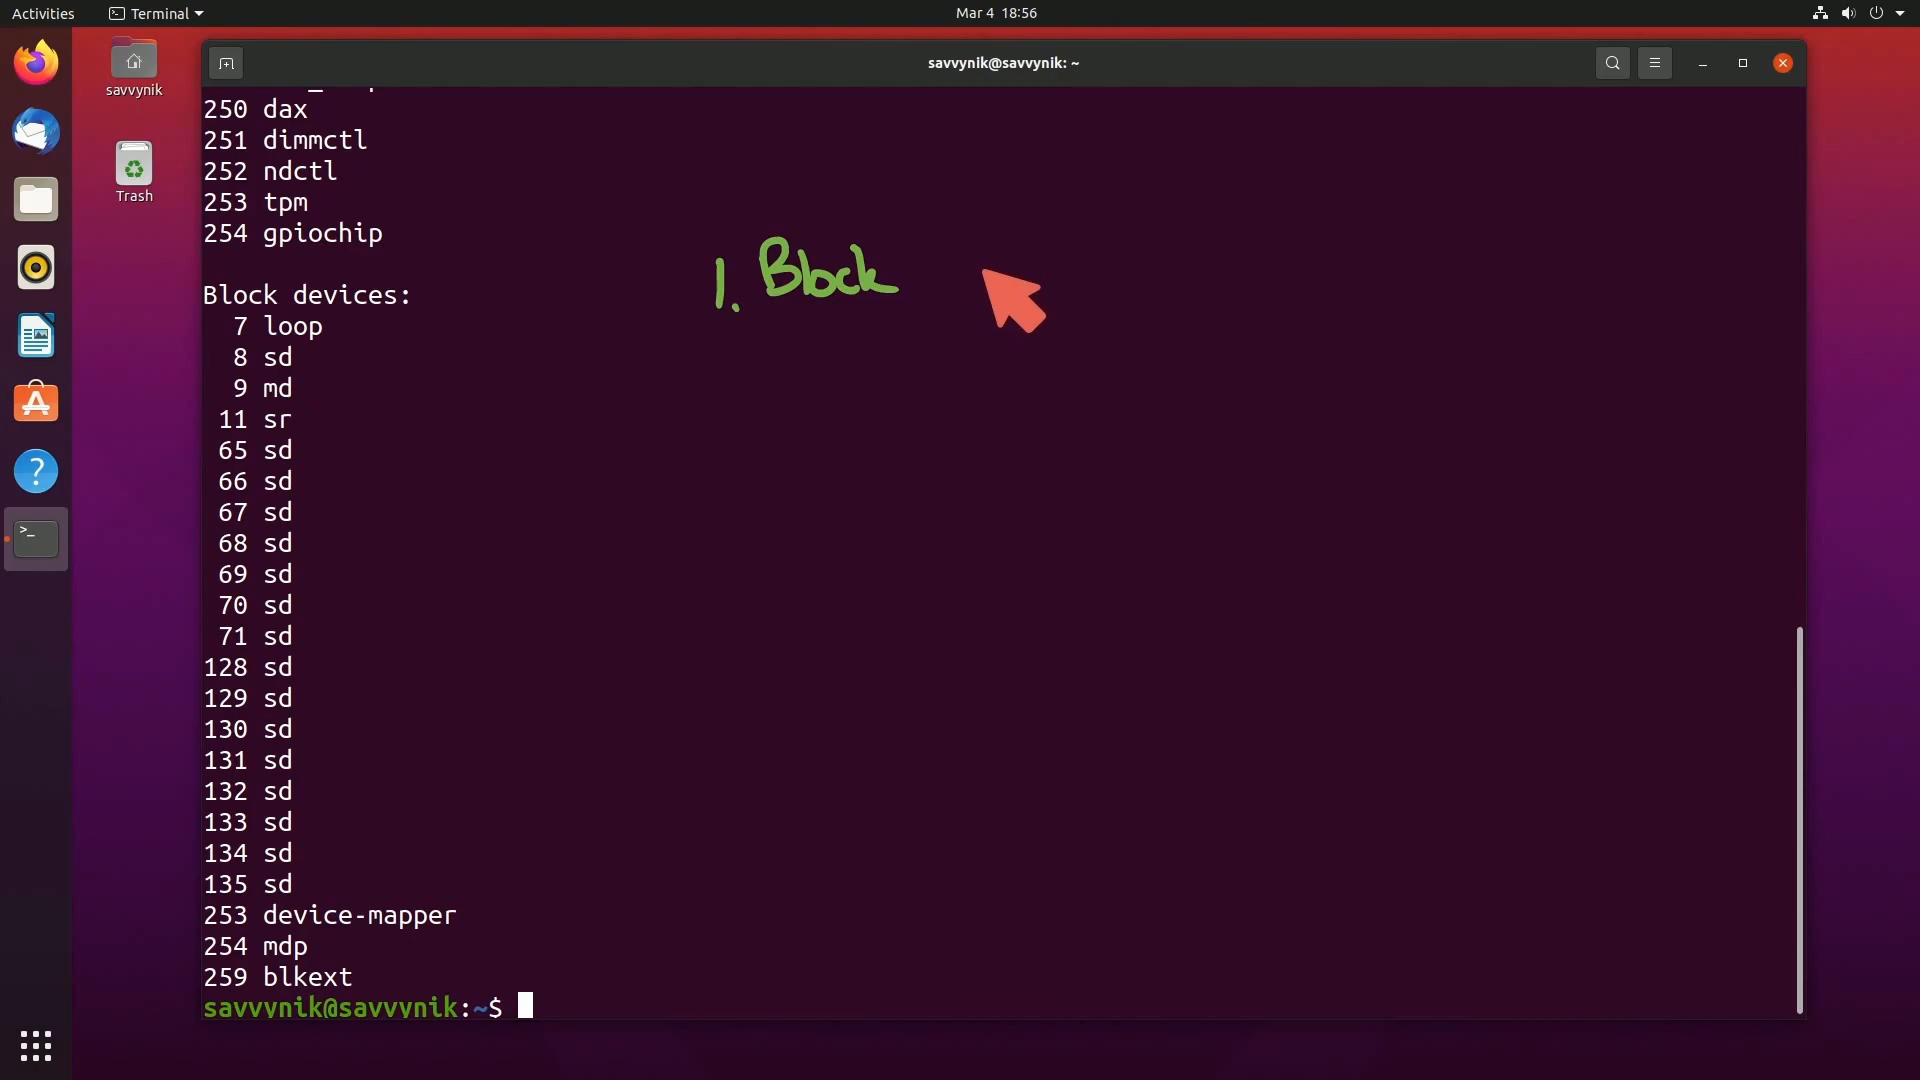 Activities
Terminal
Mar 4 18:56
savvynik
Trash
savvynik@savvynik: ~
250 dax
251 dimmctl
252 ndctl
253 tpm
254 gpiochip
1. Block
Block devices:
7 loop
8 sd
9 md
11 sr
65 sd
66 sd
67 sd
68 sd
69 sd
70 sd
71 sd
128 sd
129 sd
130 sd
131 sd
132 sd
133 sd
134 sd
135 sd
253 device-mapper
254 mdp
259 blkext
savvynik@savvynik:~$